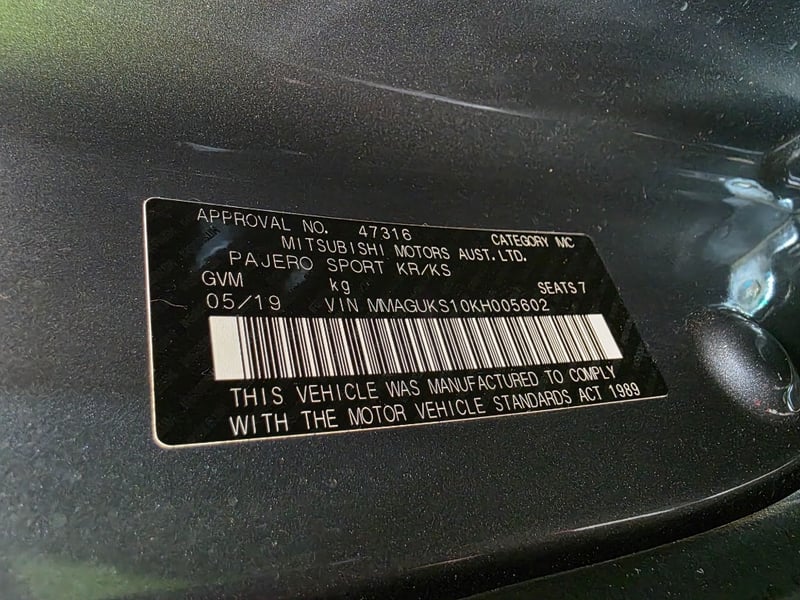 APPROVAL NO. 47316 CATEGORY MC
MITSUBISHI MOTORS AUST.LTD.
PAJERO SPORT KR/KS
GVM kg SEATS 7
05/19 VIN MMAGUKS10KH005602
THIS VEHICLE WAS MANUFACTURED TO COMPLY
WITH THE MOTOR VEHICLE STANDARDS ACT 1989